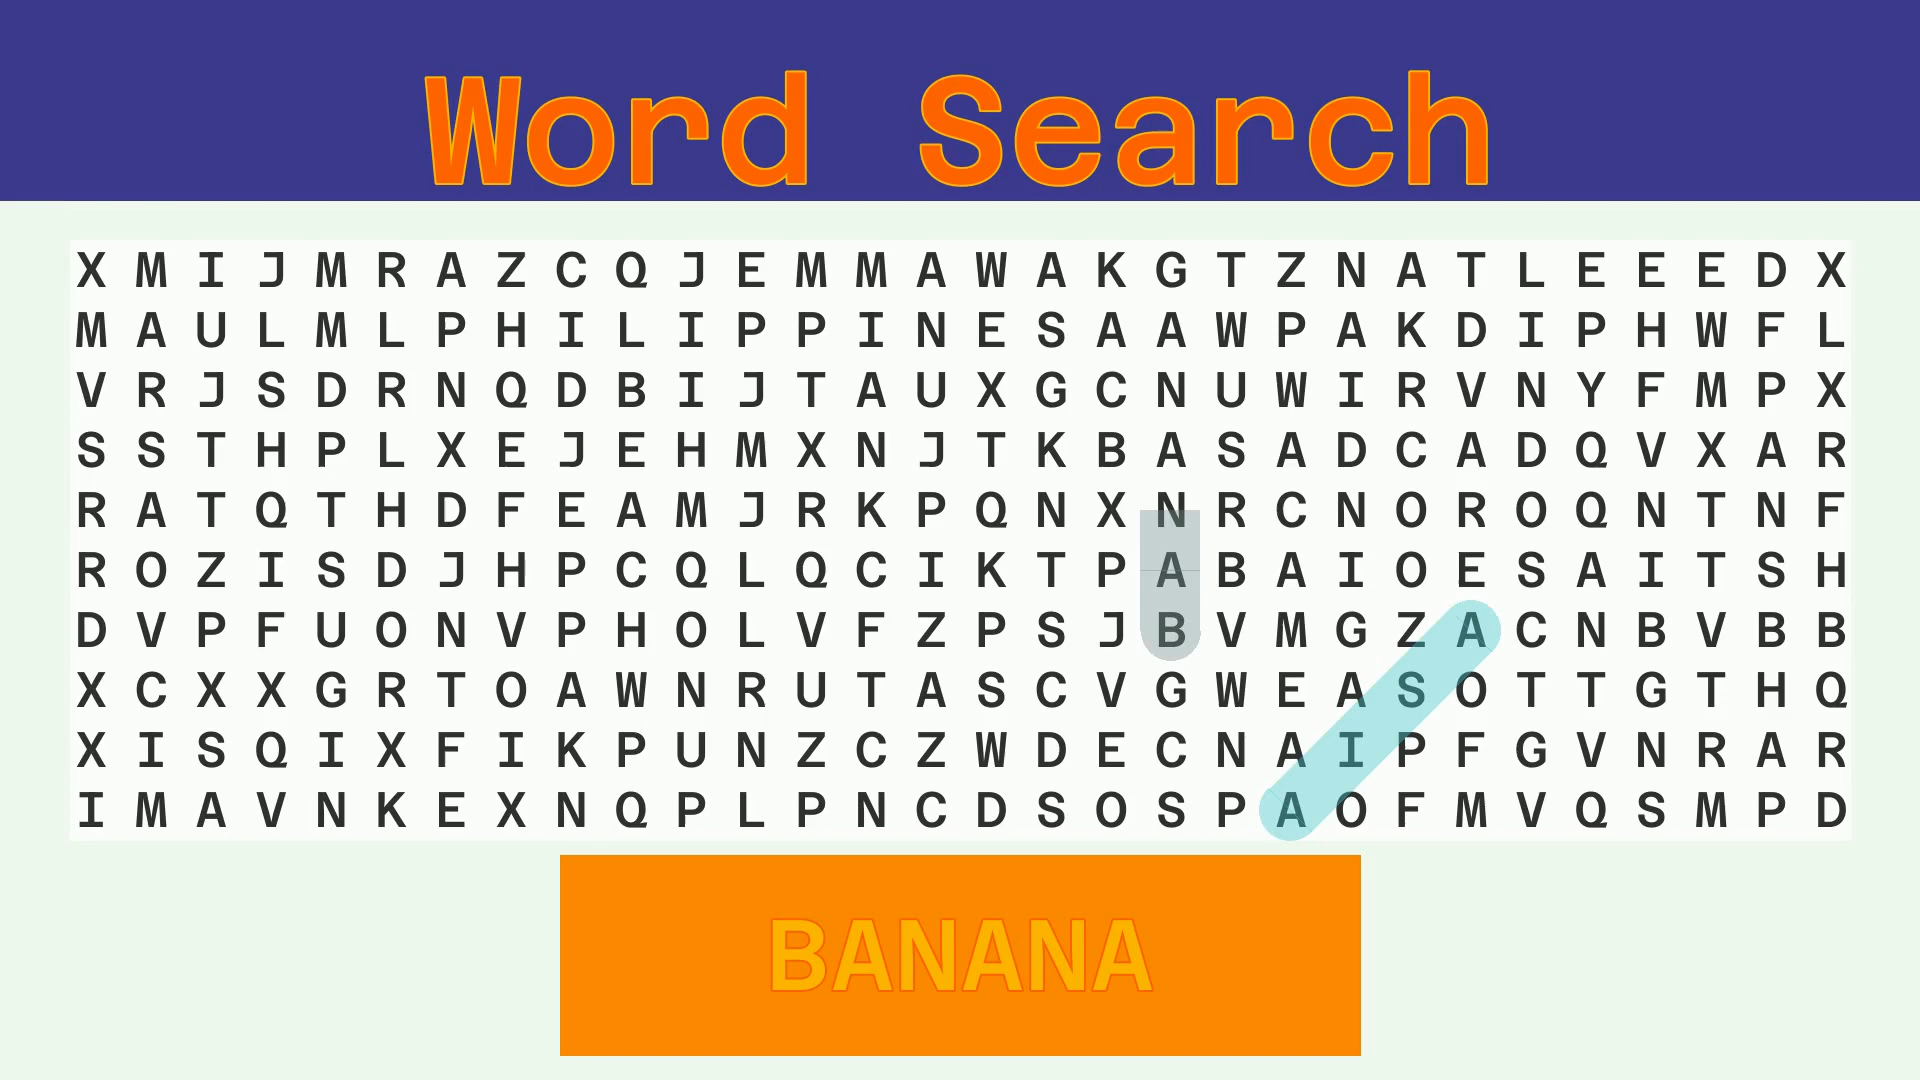 Word Search
X M I J M R A Z C Q J E M M A W A K G T Z N A T L E E E D X
M A U L M L P H I L I P P I N E S A A W P A K D I P H W F L
V R J S D R N Q D B I J T A U X G C N U W I R V N Y F M P X
S S T H P L X E J E H M X N J T K B A S A D C A D Q V X A R
R A T Q T H D F E A M J R K P Q N X N R C N O R O Q N T N F
R O Z I S D J H P C Q L Q C I K T P A B A I O E S A I T S H
D V P F U O N V P H O L V F Z P S J B V M G Z A C N B V B B
X C X X G R T O A W N R U T A S C V G W E A S O T T G T H Q
X I S Q I X F I K P U N Z C Z W D E C N A I P F G V N R A R
I M A V N K E X N Q P L P N C D S O S P A O F M V Q S M P D
BANANA